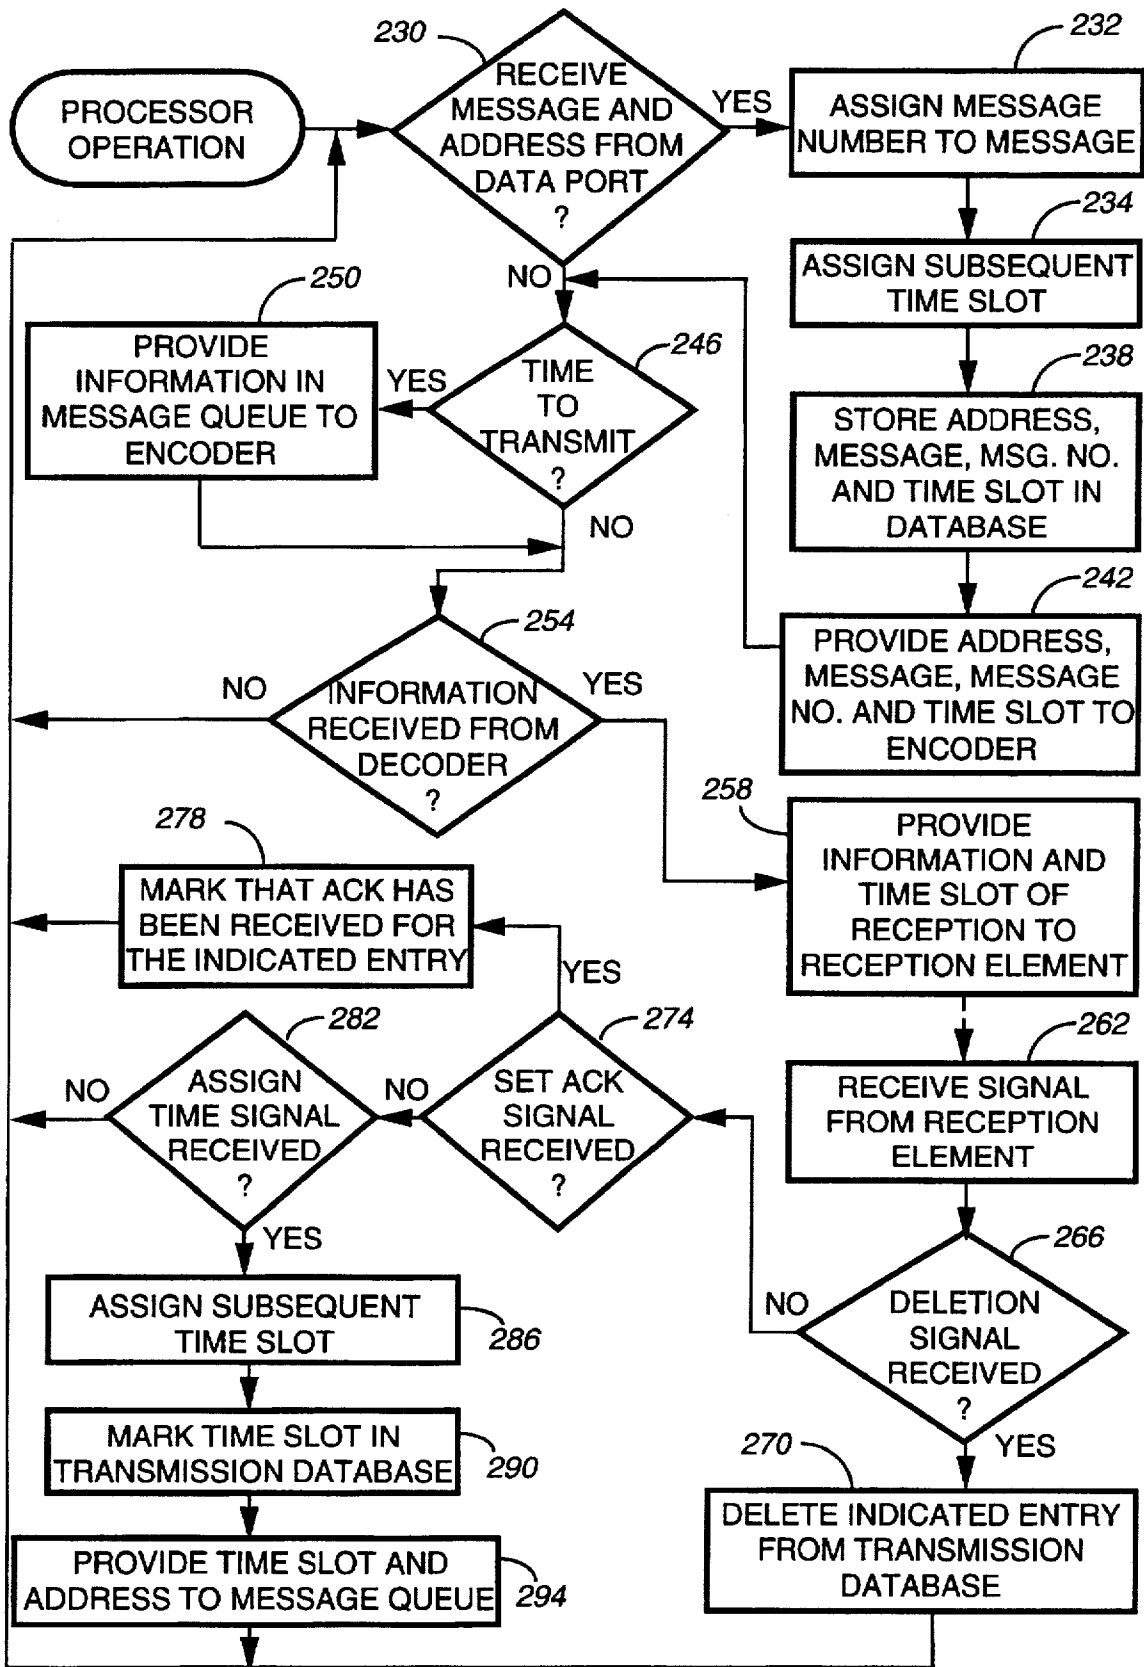 PROCESSOR
OPERATION
230
RECEIVE
MESSAGE AND
ADDRESS FROM
DATA PORT
?
YES
NO
232
ASSIGN MESSAGE
NUMBER TO MESSAGE
234
ASSIGN SUBSEQUENT
TIME SLOT
238
STORE ADDRESS,
MESSAGE, MSG. NO.
AND TIME SLOT IN
DATABASE
242
PROVIDE ADDRESS,
MESSAGE, MESSAGE
NO. AND TIME SLOT TO
ENCODER
246
TIME
TO
TRANSMIT
?
YES
NO
250
PROVIDE
INFORMATION IN
MESSAGE QUEUE TO
ENCODER
254
INFORMATION
RECEIVED FROM
DECODER
?
NO
YES
258
PROVIDE
INFORMATION AND
TIME SLOT OF
RECEPTION TO
RECEPTION ELEMENT
262
RECEIVE SIGNAL
FROM RECEPTION
ELEMENT
266
DELETION
SIGNAL
RECEIVED
?
NO
YES
270
DELETE INDICATED ENTRY
FROM TRANSMISSION
DATABASE
274
SET ACK
SIGNAL
RECEIVED
?
YES
NO
278
MARK THAT ACK HAS
BEEN RECEIVED FOR
THE INDICATED ENTRY
282
ASSIGN
TIME SIGNAL
RECEIVED
?
NO
YES
ASSIGN SUBSEQUENT
TIME SLOT
286
MARK TIME SLOT IN
TRANSMISSION DATABASE
290
PROVIDE TIME SLOT AND
ADDRESS TO MESSAGE QUEUE
294